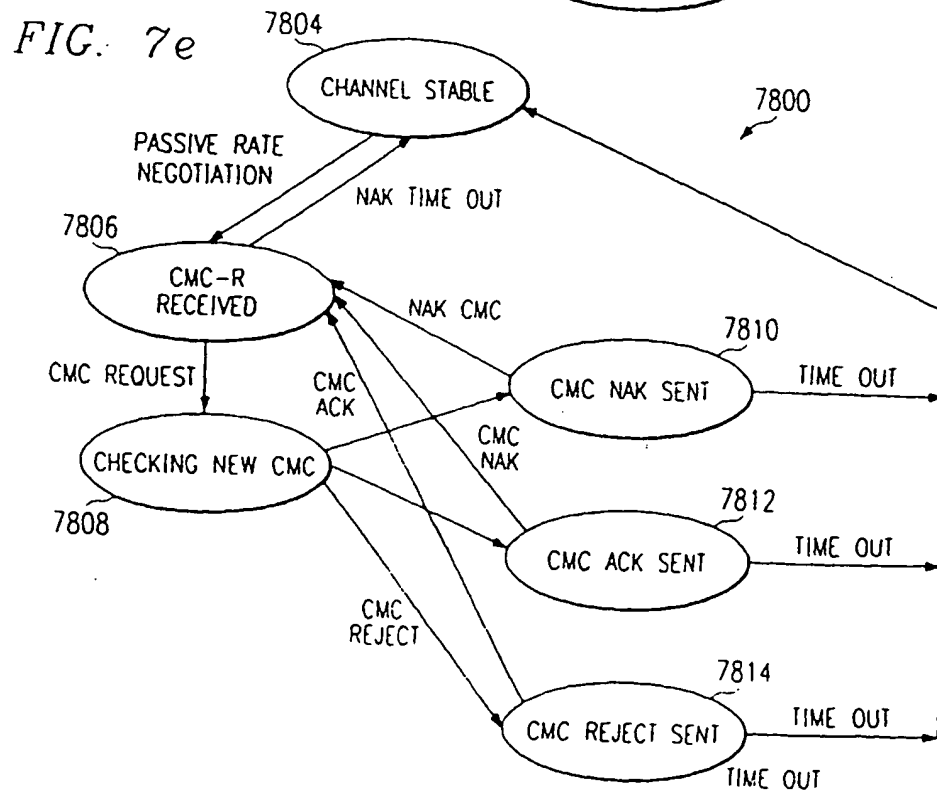 FIG. 7e
7804
CHANNEL STABLE
7800
PASSIVE RATE
NEGOTIATION
NAK TIME OUT
7806
CMC-R
RECEIVED
NAK CMC
7810
CMC REQUEST
CMC
ACK
CMC NAK SENT
TIME OUT
CMC
NAK
CHECKING NEW CMC
7808
7812
CMC ACK SENT
TIME OUT
CMC
REJECT
7814
CMC REJECT SENT
TIME OUT
TIME OUT